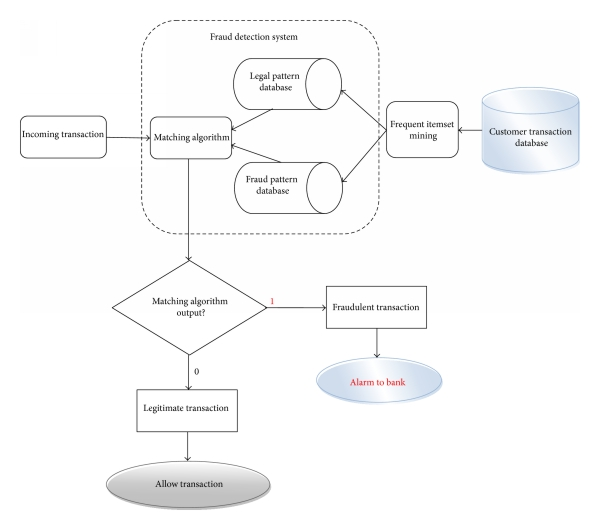 Fraud detection system
Legal pattern
database
Incoming transaction
Matching algorithm
Frequent itemset
mining
Customer transaction
database
Fraud pattern
database
Matching algorithm
output?
1
Fraudulent transaction
0
Alarm to bank
Legitimate transaction
Allow transaction